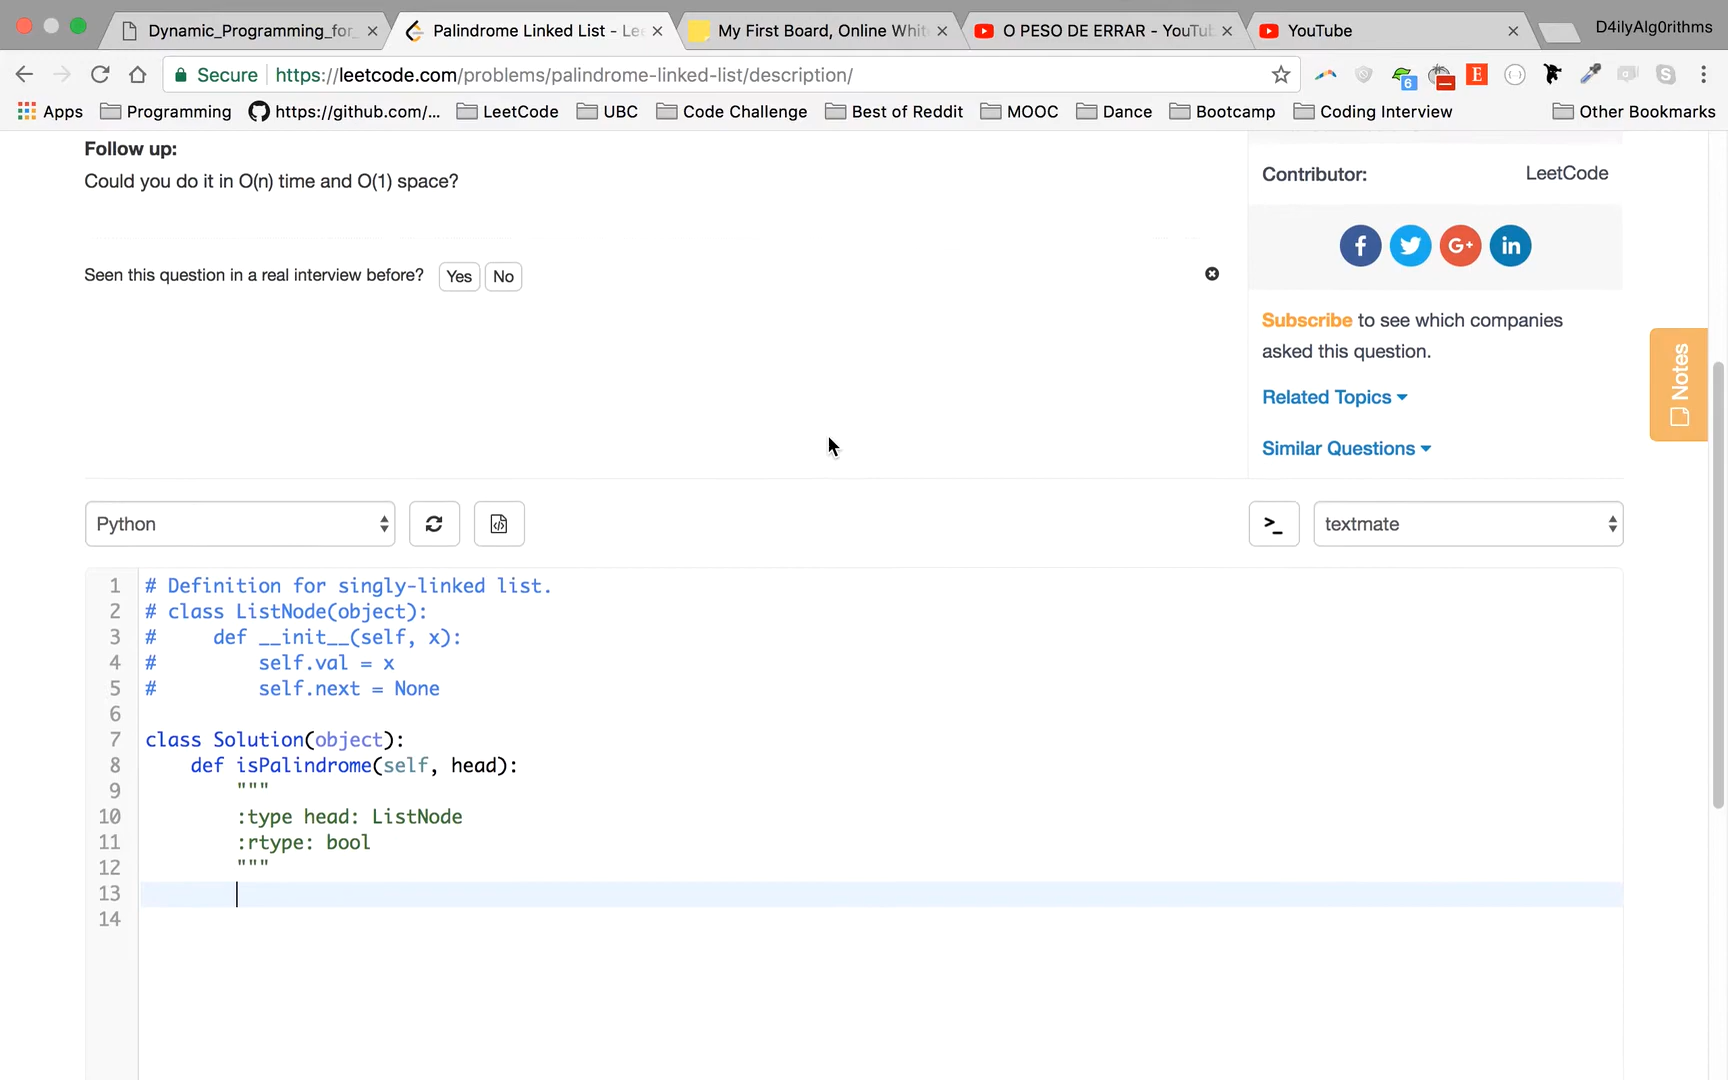 Dynamic_Programming_for_
Palindrome Linked List - Le
My First Board, Online Whit
O PESO DE ERRAR - YouTu
YouTube
D4ilyAlg0rithms
Secure
https://leetcode.com/problems/palindrome-linked-list/description/
6
E
S
Apps
Programming
https://github.com/...
LeetCode
UBC
Code Challenge
Best of Reddit
MOOC
Dance
Bootcamp
Coding Interview
Other Bookmarks
Follow up:
Could you do it in O(n) time and O(1) space?
Seen this question in a real interview before? Yes No
Contributor: LeetCode
f
G+
in
Subscribe to see which companies
asked this question.
Related Topics
Similar Questions
Notes
Python
>_
textmate
1 # Definition for singly-linked list.
2 # class ListNode(object):
3 #     def __init__(self, x):
4 #         self.val = x
5 #         self.next = None
6
7 class Solution(object):
8     def isPalindrome(self, head):
9         """
10         :type head: ListNode
11         :rtype: bool
12         """
13
14